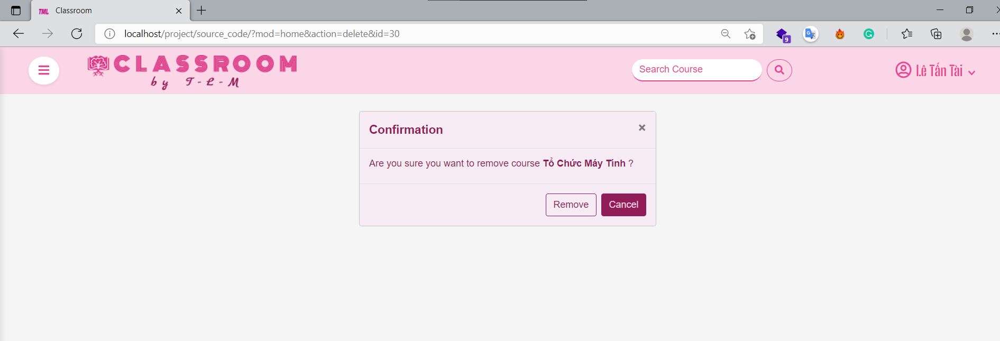 TML Classroom
localhost/project/source_code/?mod=home&action=delete&id=30
9
G
CLASSROOM
by T-L-M
Search Course
Lê Tấn Tài
Confirmation
×
Are you sure you want to remove course Tổ Chức Máy Tính ?
Remove Cancel